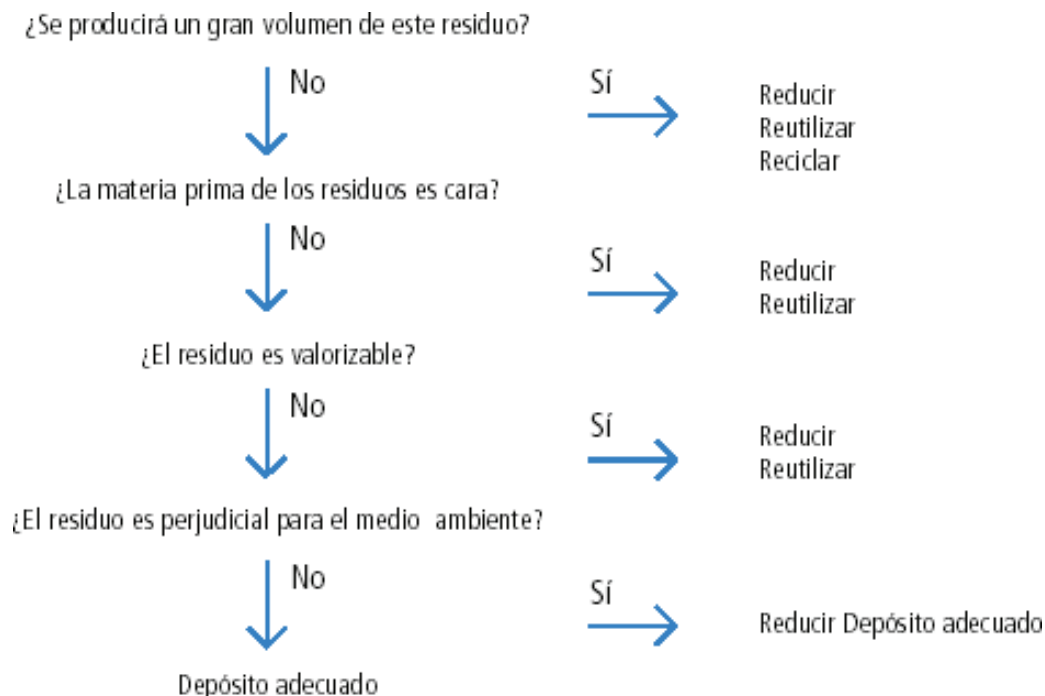 ¿Se producirá un gran volumen de este residuo?
No
Sí
Reducir
Reutilizar
Reciclar
¿La materia prima de los residuos es cara?
No
Sí
Reducir
Reutilizar
¿El residuo es valorizable?
No
Sí
Reducir
Reutilizar
¿El residuo es perjudicial para el medio ambiente?
No
Sí
Reducir Depósito adecuado
Depósito adecuado